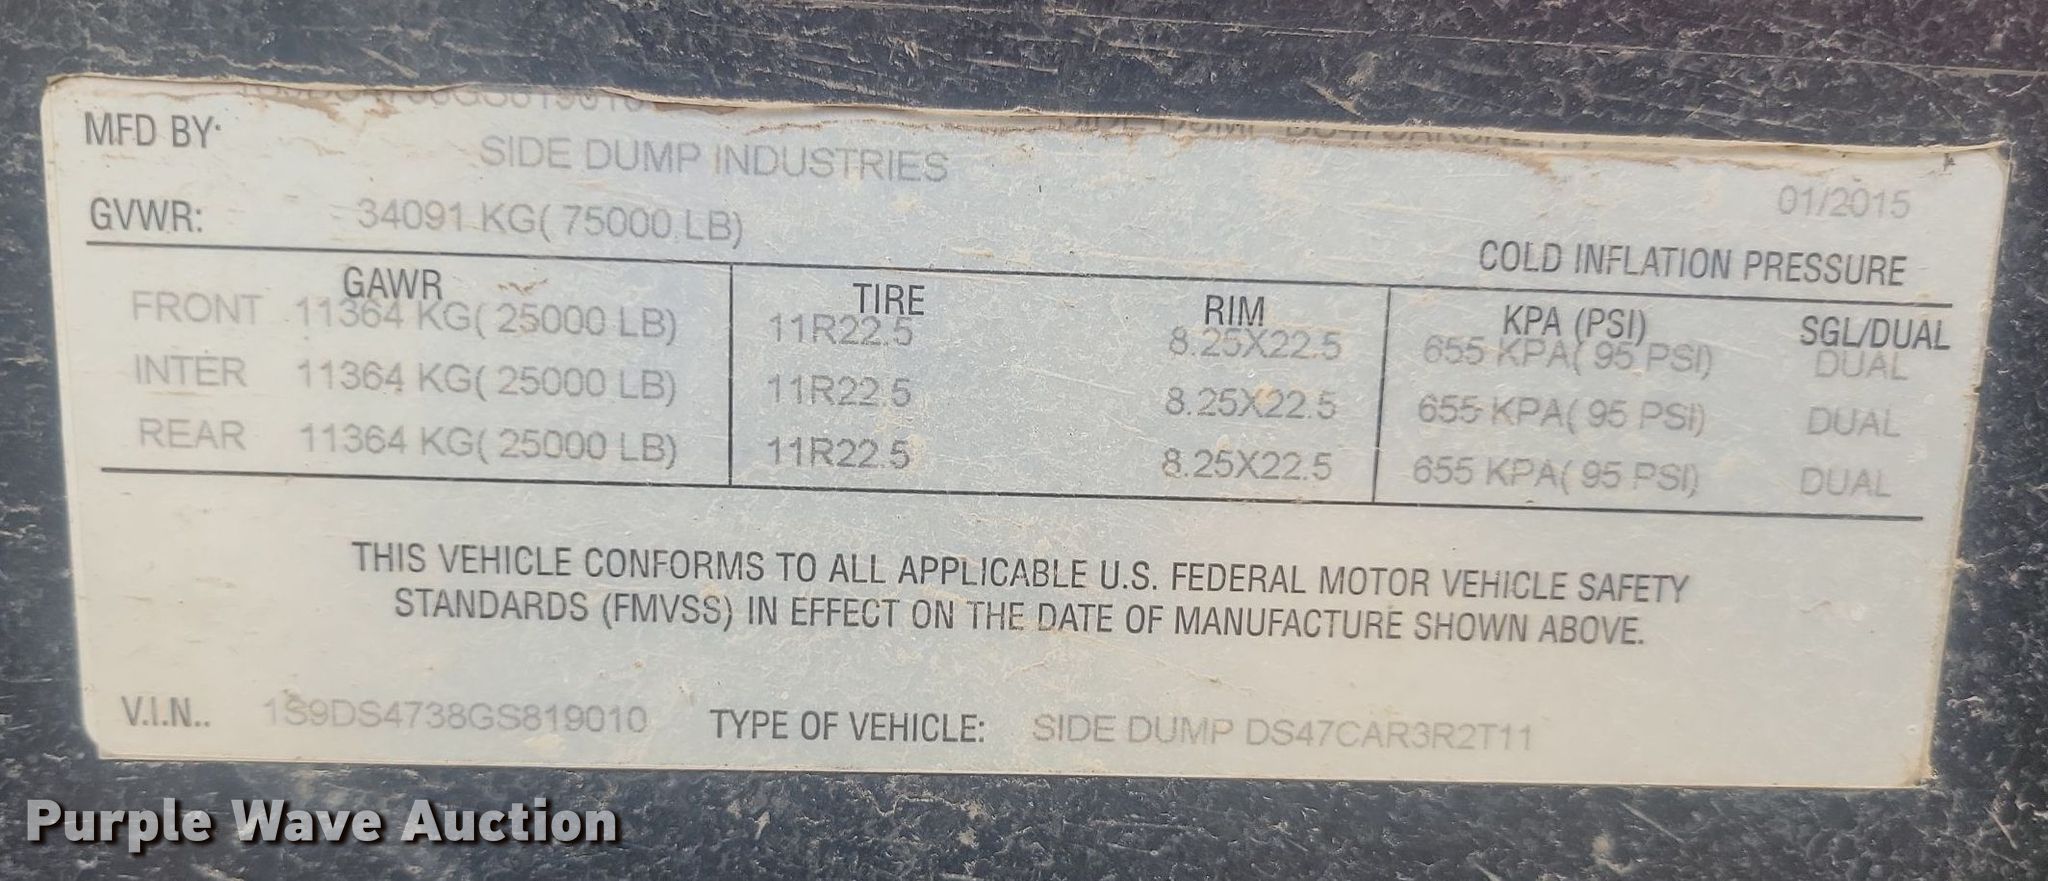 MFD BY:
SIDE DUMP INDUSTRIES
01/2015
GVWR: 34091 KG( 75000 LB)
COLD INFLATION PRESSURE
GAWR TIRE RIM KPA (PSI) SGL/DUAL
FRONT 11364 KG( 25000 LB) 11R22.5 8.25X22.5 655 KPA( 95 PSI) DUAL
INTER 11364 KG( 25000 LB) 11R22.5 8.25X22.5 655 KPA( 95 PSI) DUAL
REAR 11364 KG( 25000 LB) 11R22.5 8.25X22.5 655 KPA( 95 PSI) DUAL
THIS VEHICLE CONFORMS TO ALL APPLICABLE U.S. FEDERAL MOTOR VEHICLE SAFETY
STANDARDS (FMVSS) IN EFFECT ON THE DATE OF MANUFACTURE SHOWN ABOVE.
V.I.N.. 1S9DS4738GS819010 TYPE OF VEHICLE: SIDE DUMP DS47CAR3R2T11
Purple Wave Auction